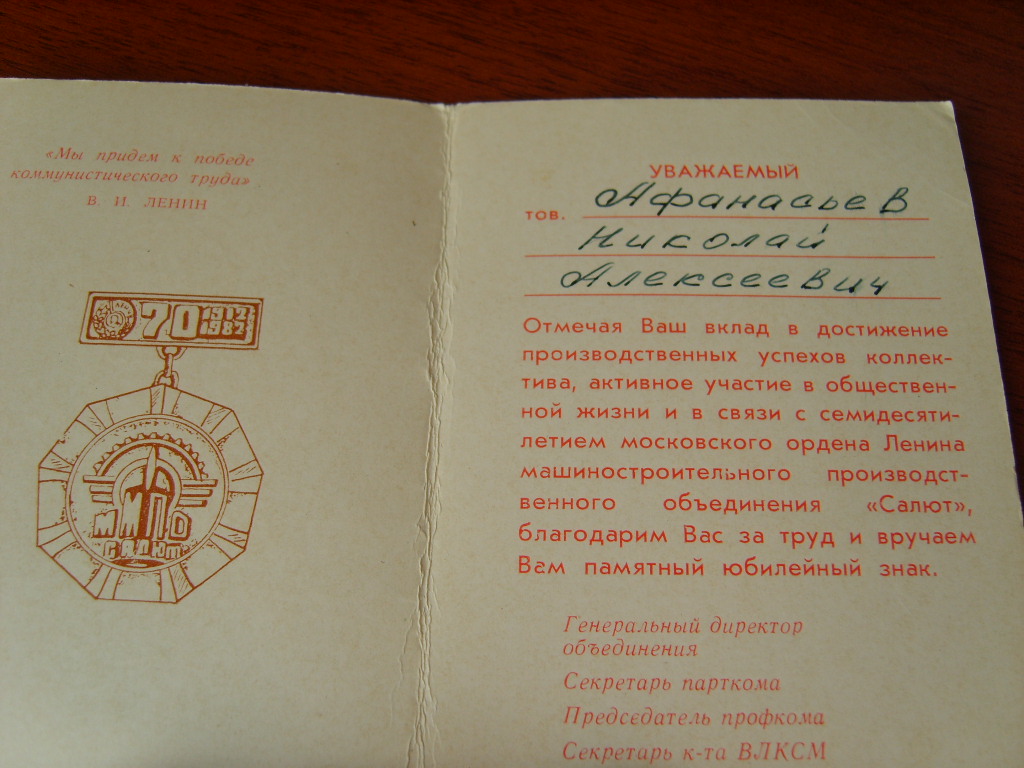 «Мы придем к победе
коммунистического труда»
В. И. ЛЕНИН
70 1912
1982
ММПО
САЛЮТ
УВАЖАЕМЫЙ
тов. Афанасьев
Николай
Алексеевич
Отмечая Ваш вклад в достижение
производственных успехов коллек-
тива, активное участие в обществен-
ной жизни и в связи с семидесяти-
летием московского ордена Ленина
машиностроительного производст-
венного объединения «Салют»,
благодарим Вас за труд и вручаем
Вам памятный юбилейный знак.
Генеральный директор
объединения
Секретарь парткома
Председатель профкома
Секретарь к-та ВЛКСМ